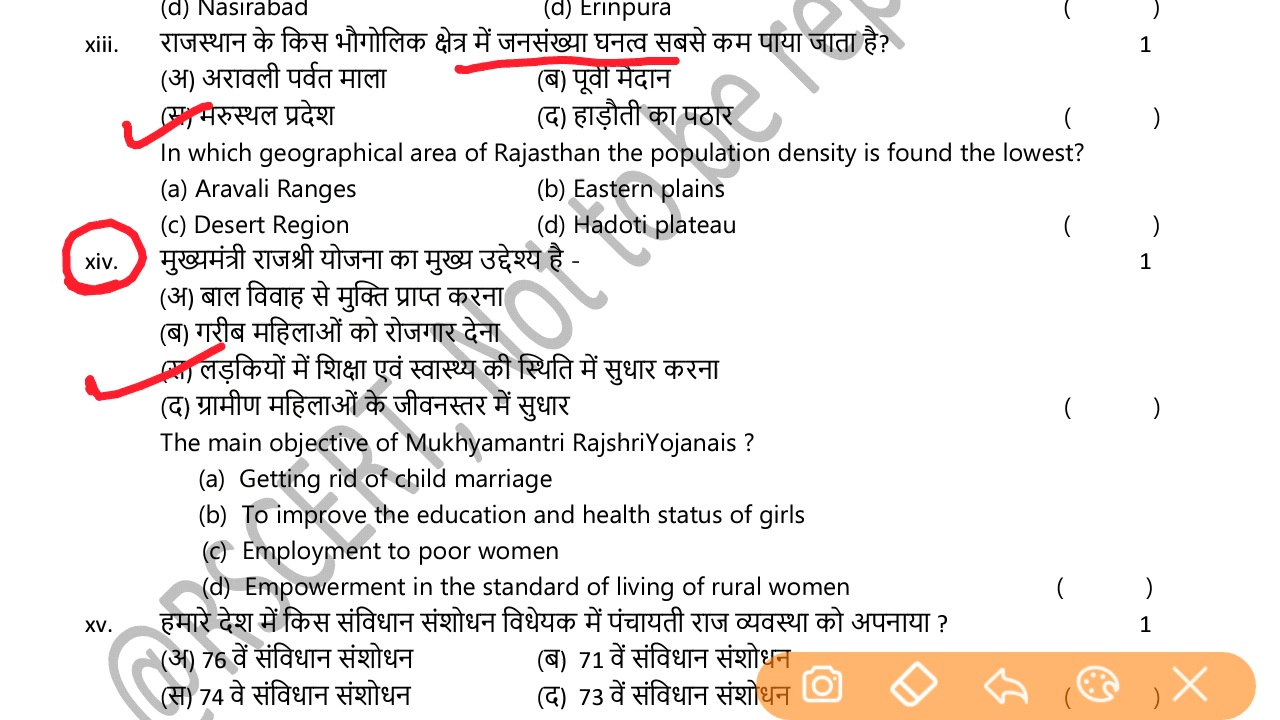 (d) Nasirabad (d) Erinpura ( )
xiii. राजस्थान के किस भौगोलिक क्षेत्र में जनसंख्या घनत्व सबसे कम पाया जाता है? 1
(अ) अरावली पर्वत माला (ब) पूर्वी मैदान
(स) मरुस्थल प्रदेश (द) हाड़ौती का पठार ( )
In which geographical area of Rajasthan the population density is found the lowest?
(a) Aravali Ranges (b) Eastern plains
(c) Desert Region (d) Hadoti plateau ( )
xiv. मुख्यमंत्री राजश्री योजना का मुख्य उद्देश्य है - 1
(अ) बाल विवाह से मुक्ति प्राप्त करना
(ब) गरीब महिलाओं को रोजगार देना
(स) लड़कियों में शिक्षा एवं स्वास्थ्य की स्थिति में सुधार करना
(द) ग्रामीण महिलाओं के जीवनस्तर में सुधार ( )
The main objective of Mukhyamantri RajshriYojanais ?
(a) Getting rid of child marriage
(b) To improve the education and health status of girls
(c) Employment to poor women
(d) Empowerment in the standard of living of rural women ( )
xv. हमारे देश में किस संविधान संशोधन विधेयक में पंचायती राज व्यवस्था को अपनाया ? 1
(अ) 76 वें संविधान संशोधन (ब) 71 वें संविधान संशोधन
(स) 74 वे संविधान संशोधन (द) 73 वें संविधान संशोधन ( )
@RSCERT, Not to be rep